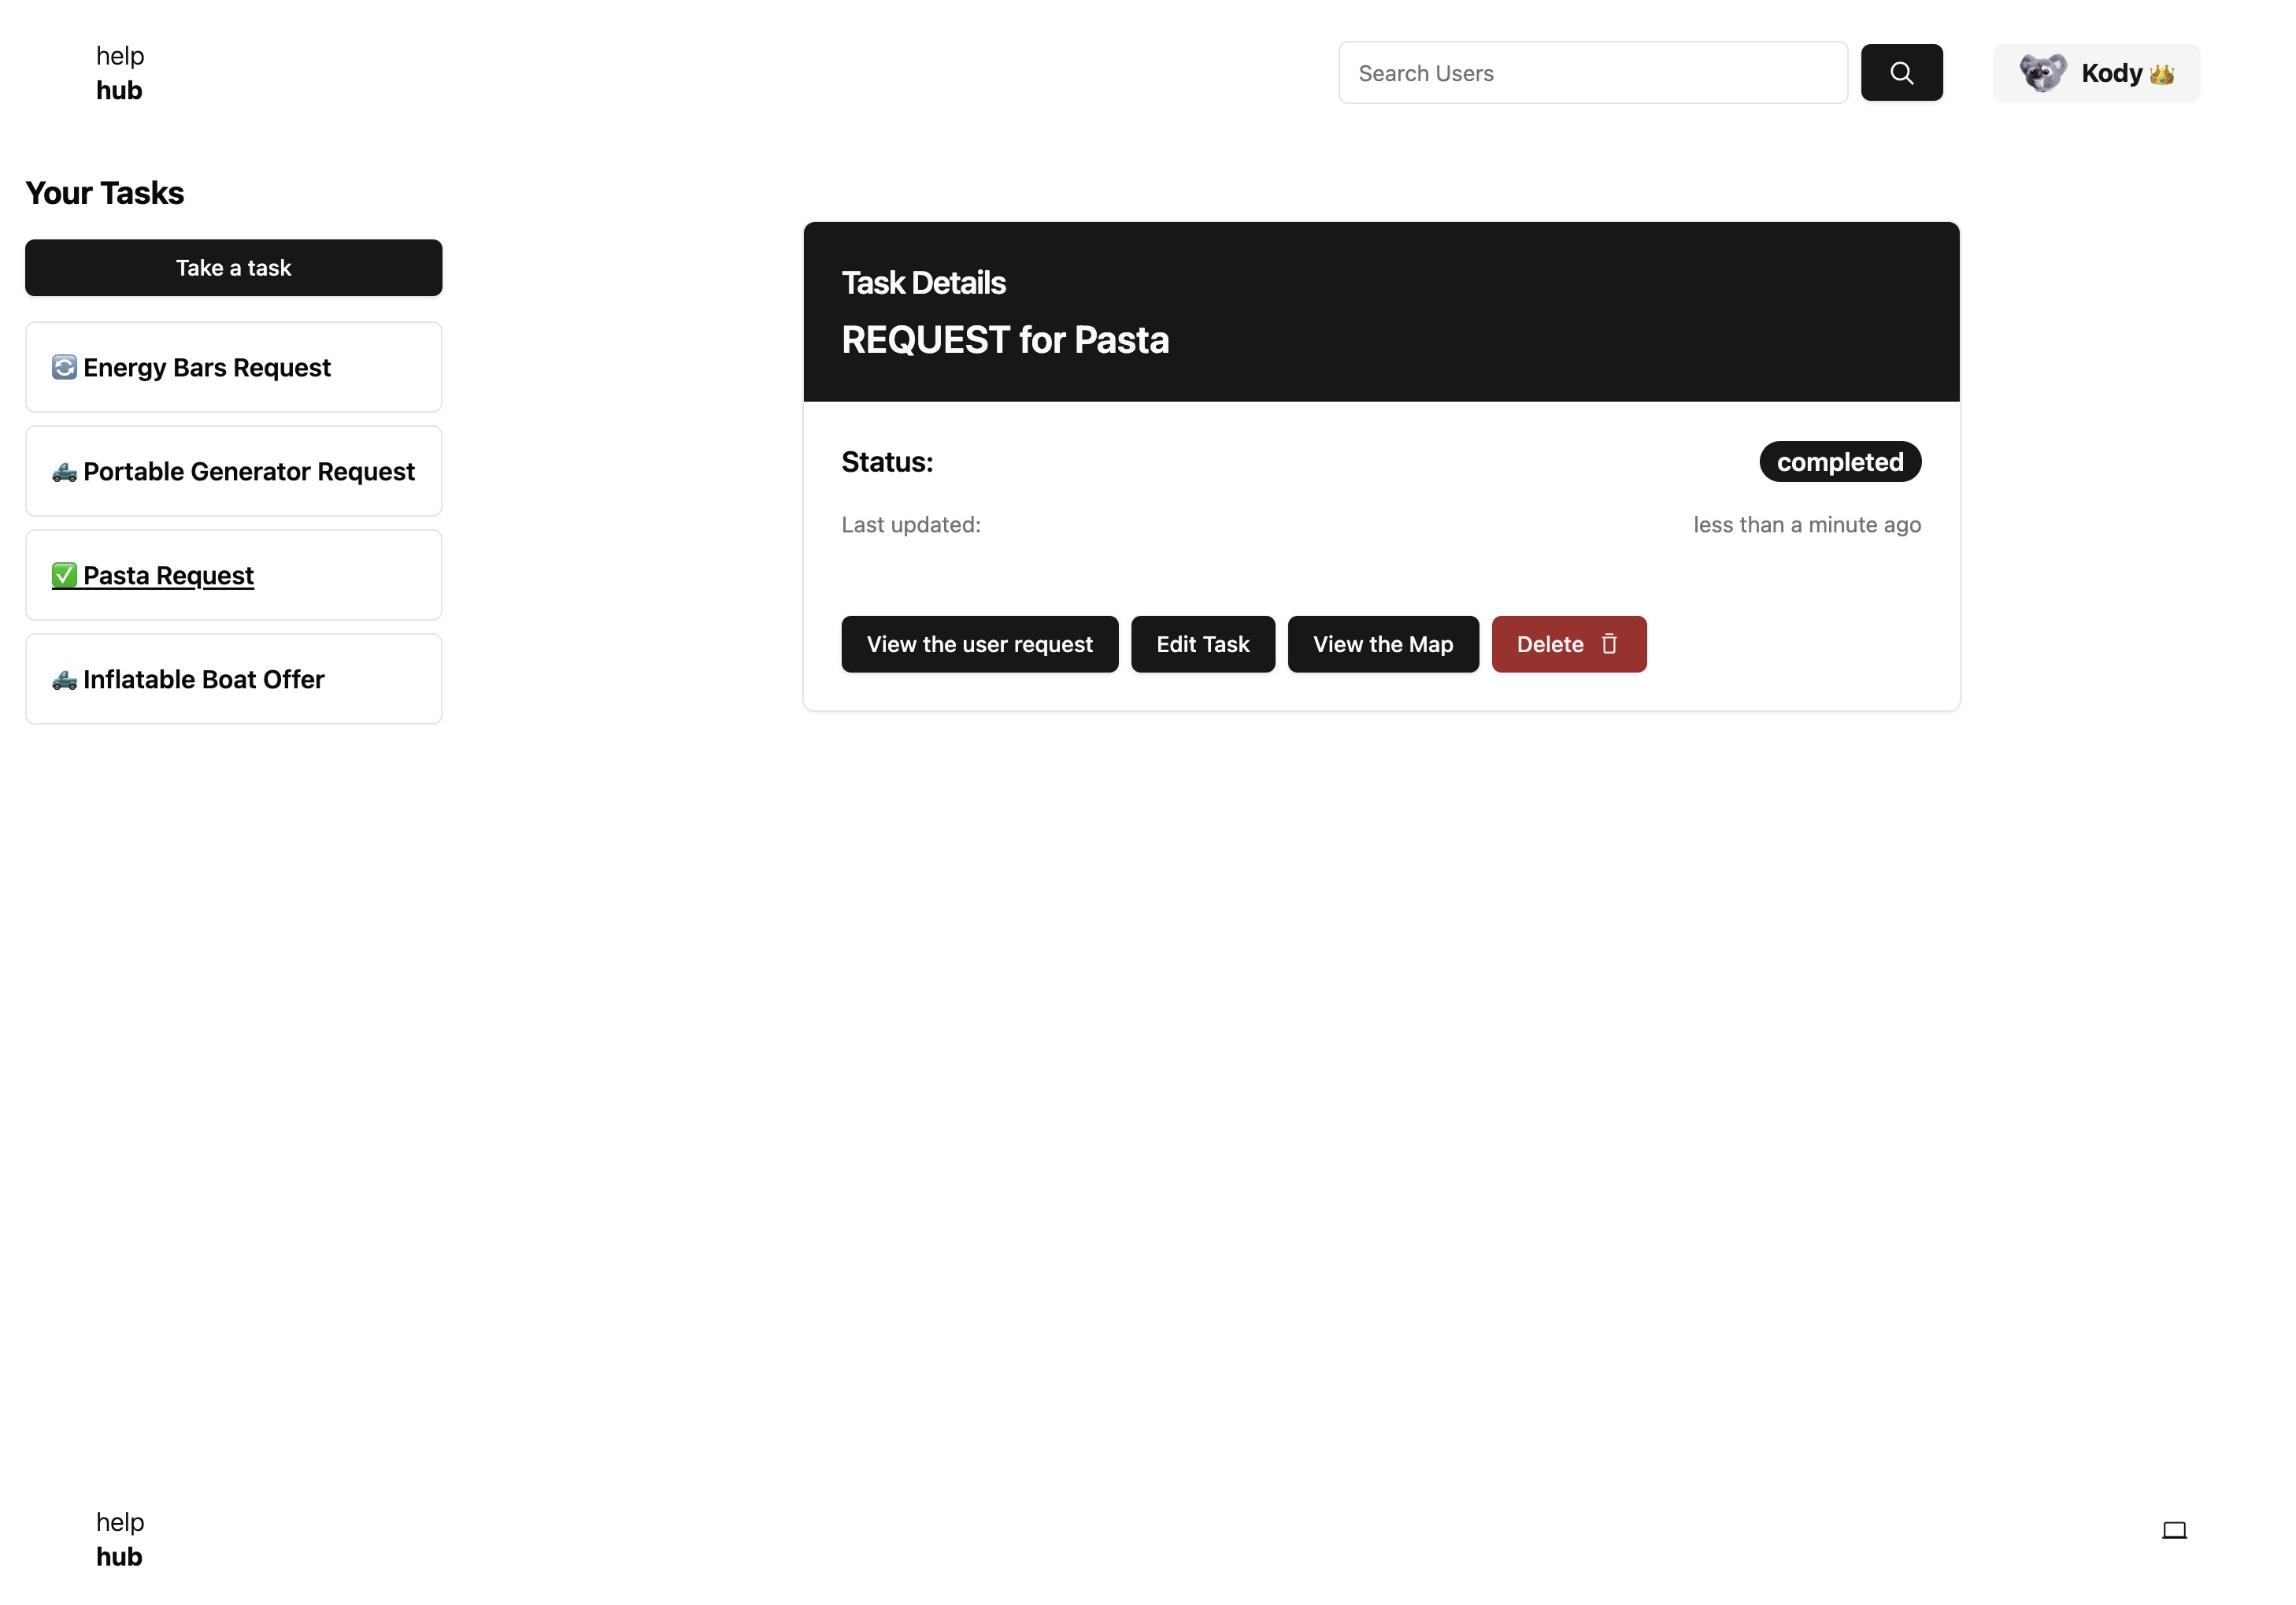 help
hub
Search Users
Kody 👑
Your Tasks
Take a task
🔄 Energy Bars Request
🛻 Portable Generator Request
✅ Pasta Request
🛻 Inflatable Boat Offer
Task Details
REQUEST for Pasta
Status:
completed
Last updated:
less than a minute ago
View the user request
Edit Task
View the Map
Delete
help
hub